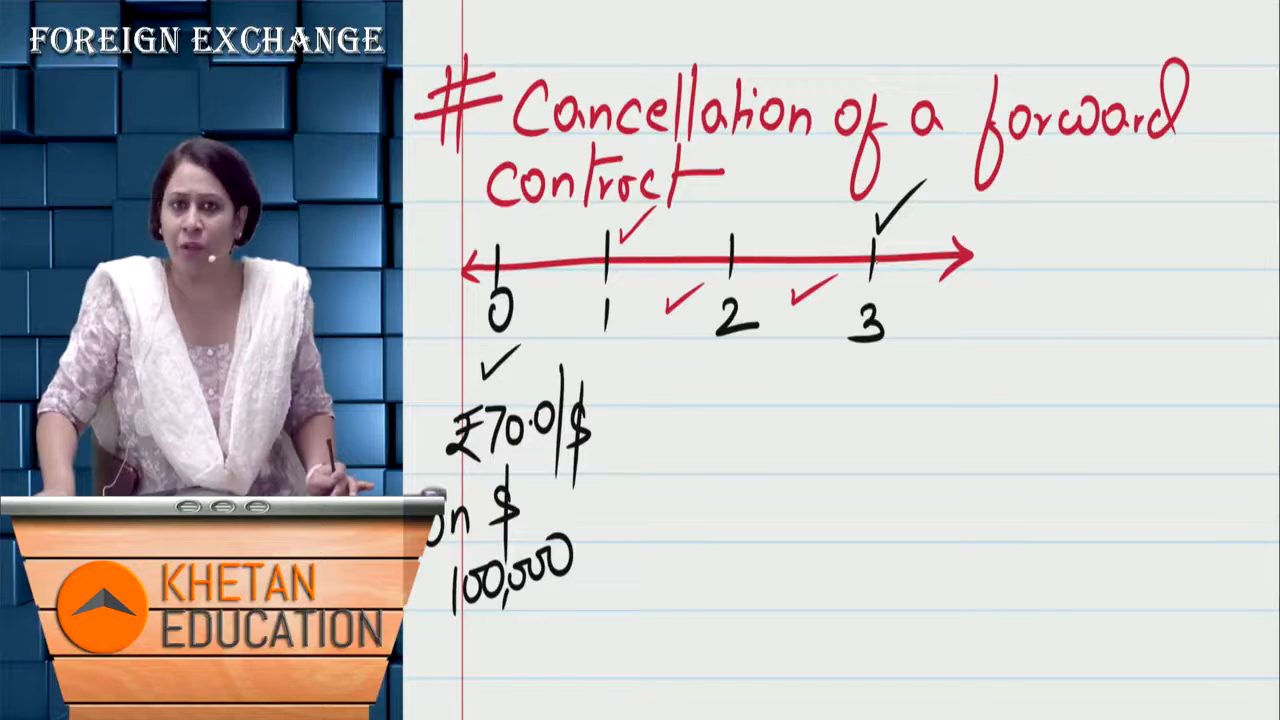 FOREIGN EXCHANGE
# Cancellation of a forward
contract
0 1 2 3
₹70.0/$
on $
100,000
KHETAN
EDUCATION